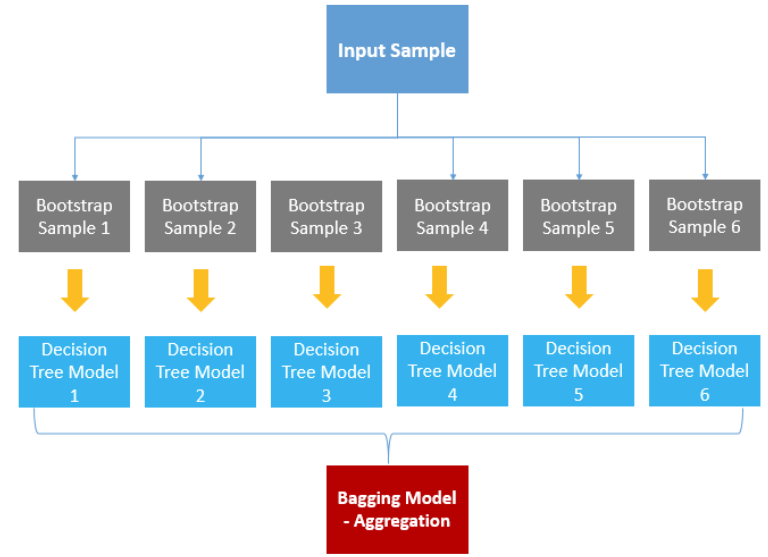 Input Sample
Bootstrap
Sample 1
Bootstrap
Sample 2
Bootstrap
Sample 3
Bootstrap
Sample 4
Bootstrap
Sample 5
Bootstrap
Sample 6
Decision
Tree Model
1
Decision
Tree Model
2
Decision
Tree Model
3
Decision
Tree Model
4
Decision
Tree Model
5
Decision
Tree Model
6
Bagging Model
- Aggregation